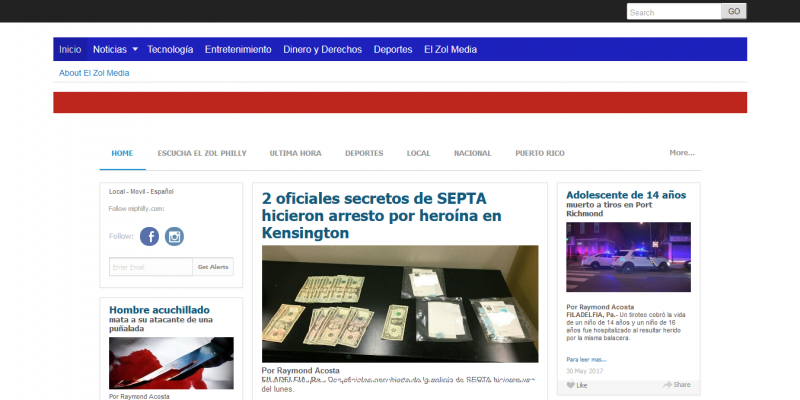 Search
GO
Inicio Noticias Tecnología Entretenimiento Dinero y Derechos Deportes El Zol Media
About El Zol Media
HOME ESCUCHA EL ZOL PHILLY ULTIMA HORA DEPORTES LOCAL NACIONAL PUERTO RICO More...
Local - Movil - Español
Follow mphilly.com:
Follow:
Enter Email
Get Alerts
Hombre acuchillado
mata a su atacante de una
puñalada
Por Raymond Acosta
2 oficiales secretos de SEPTA
hicieron arresto por heroína en
Kensington
Por Raymond Acosta
FILADELFIA, Pa.- Dos oficiales
de SEPTA hicieron
del lunes.
Adolescente de 14 años
muerto a tiros en Port
Richmond
Por Raymond Acosta
FILADELFIA, Pa.- Un tiroteo cobró la vida
de un niño de 14 años y un niño de 16
años fue hospitalizado al resultar herido
por la misma balacera.
Para leer mas...
30 May 2017
Like
Share